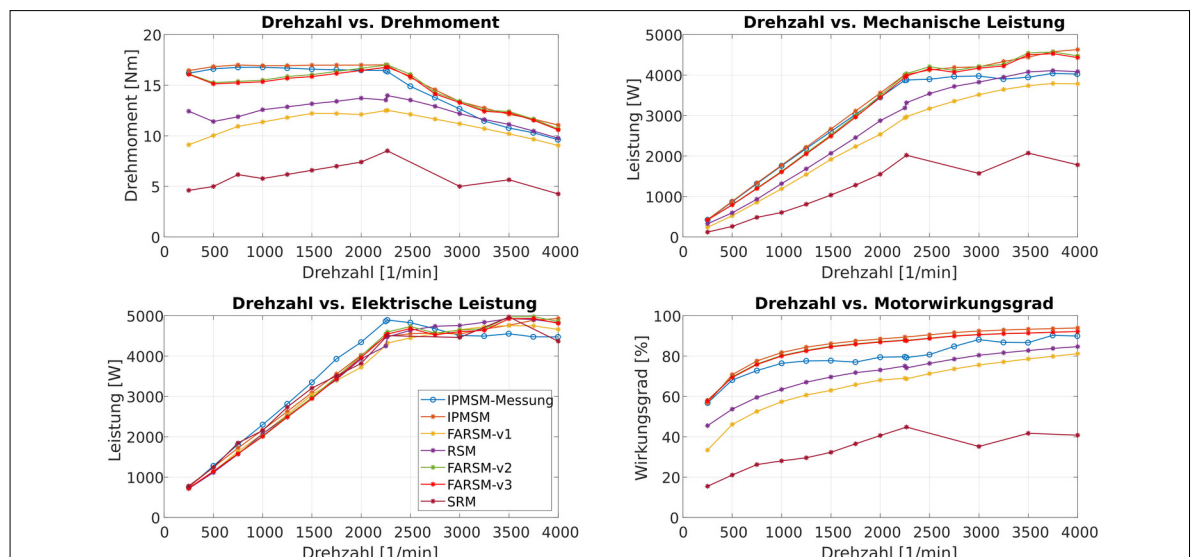 Drehzahl vs. Drehmoment
Drehmoment [Nm]
20
15
10
5
0
0 500 1000 1500 2000 2500 3000 3500 4000
Drehzahl [1/min]
Drehzahl vs. Mechanische Leistung
Leistung [W]
5000
4000
3000
2000
1000
0
0 500 1000 1500 2000 2500 3000 3500 4000
Drehzahl [1/min]
Drehzahl vs. Elektrische Leistung
Leistung [W]
5000
4000
3000
2000
1000
0
IPMSM-Messung
IPMSM
FARSM-v1
RSM
FARSM-v2
FARSM-v3
SRM
0 500 1000 1500 2000 2500 3000 3500 4000
Drehzahl [1/min]
Drehzahl vs. Motorwirkungsgrad
Wirkungsgrad [%]
100
80
60
40
20
0
0 500 1000 1500 2000 2500 3000 3500 4000
Drehzahl [1/min]